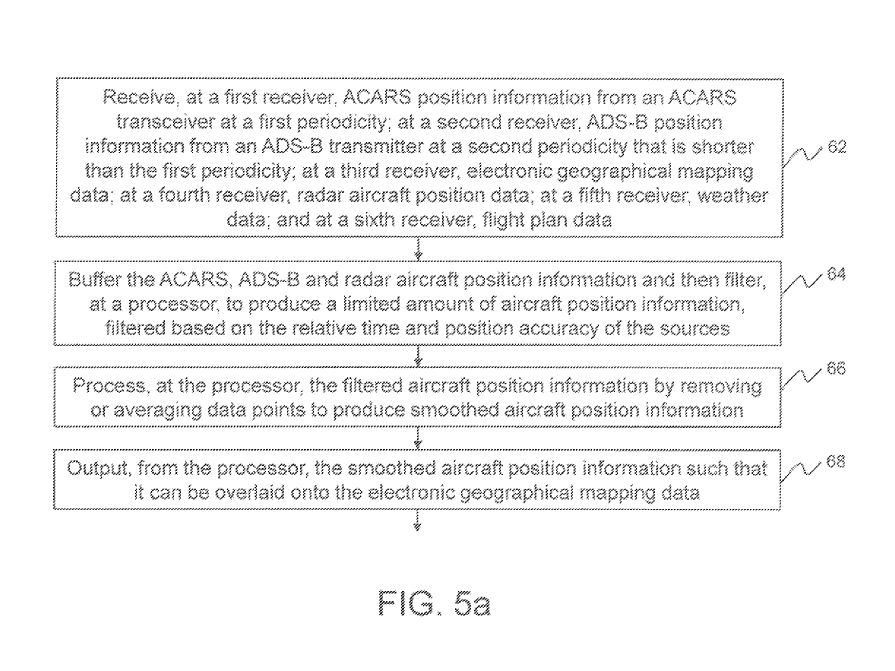 Receive, at a first receiver, ACARS position information from an ACARS
transceiver at a first periodicity; at a second receiver, ADS-B position
information from an ADS-B transmitter at a second periodicity that is shorter
than the first periodicity; at a third receiver, electronic geographical mapping
data; at a fourth receiver, radar aircraft position data; at a fifth receiver, weather
data; and at a sixth receiver, flight plan data
62
Buffer the ACARS, ADS-B and radar aircraft position information and then filter,
at a processor, to produce a limited amount of aircraft position information,
filtered based on the relative time and position accuracy of the sources
64
Process, at the processor, the filtered aircraft position information by removing
or averaging data points to produce smoothed aircraft position information
66
Output, from the processor, the smoothed aircraft position information such that
it can be overlaid onto the electronic geographical mapping data
68
FIG. 5a